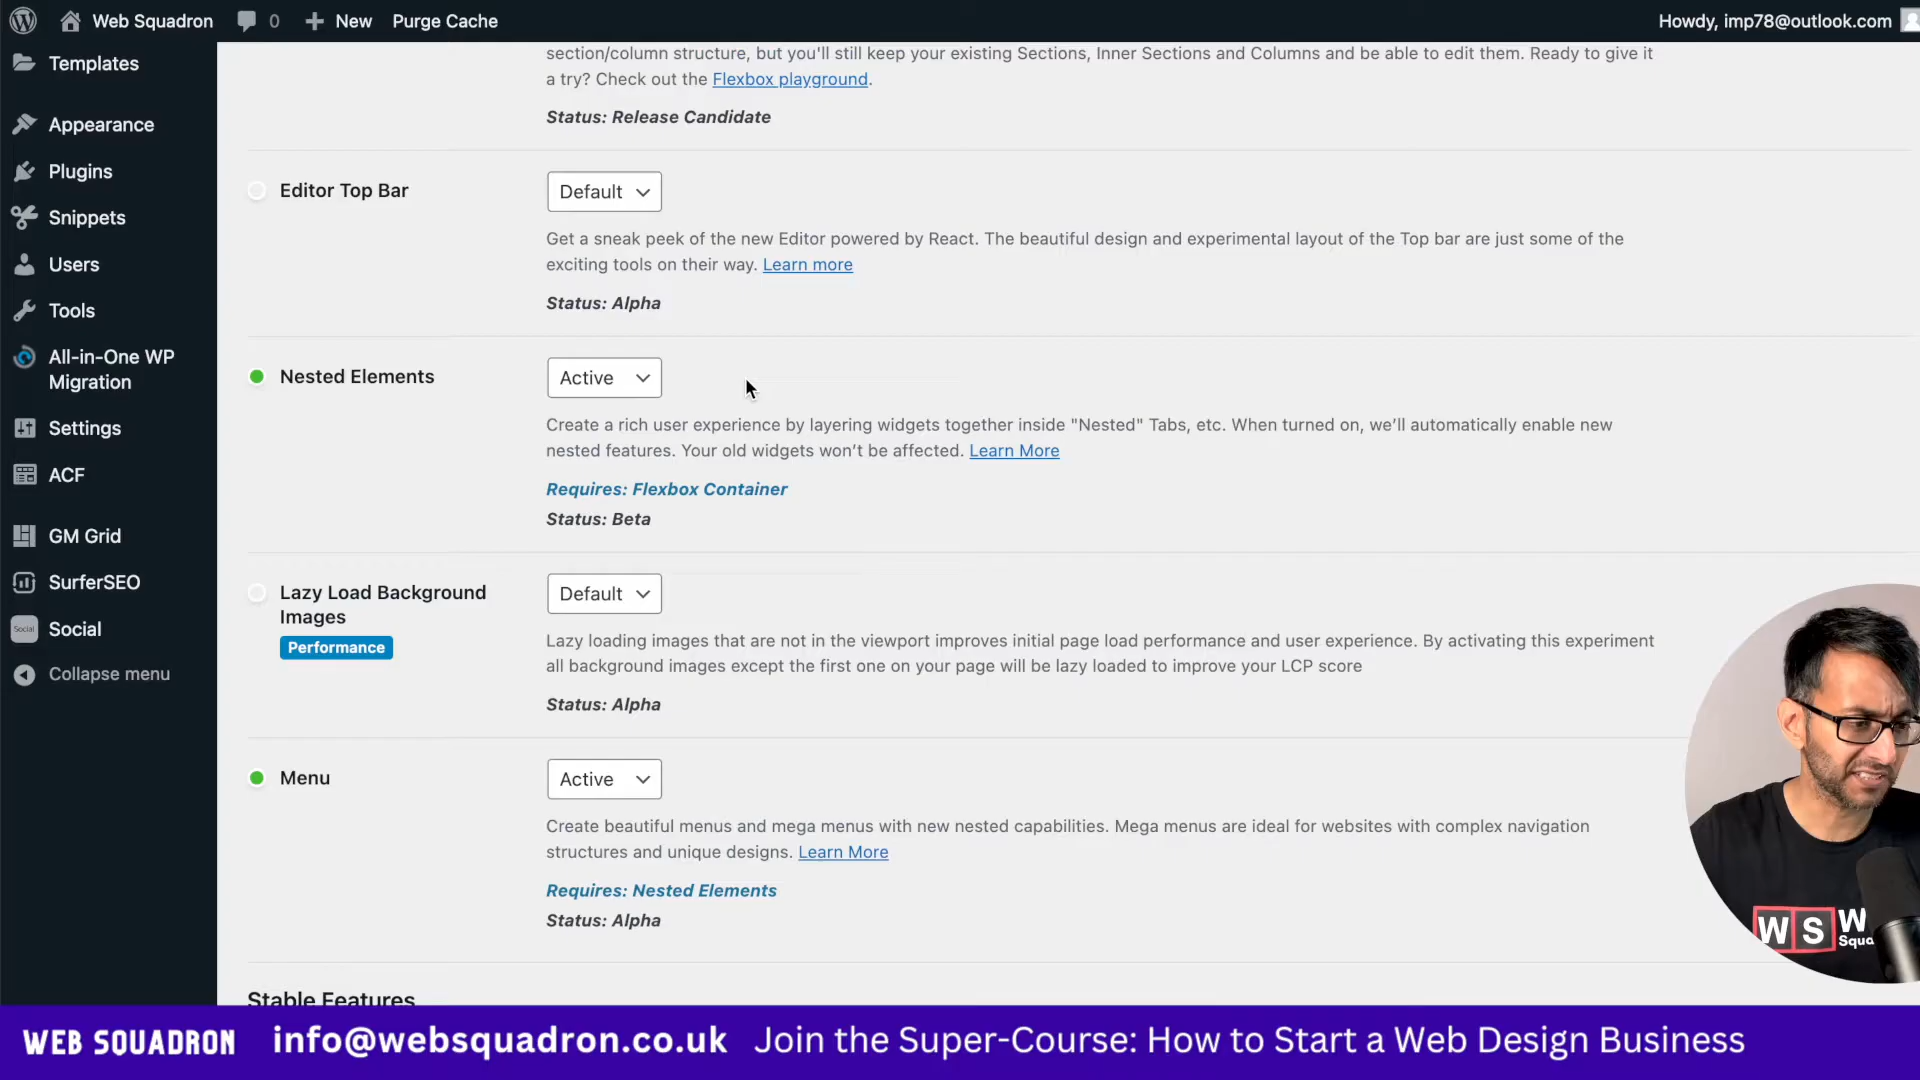 Web Squadron
0
New
Purge Cache
Howdy, imp78@outlook.com
Templates
Appearance
Plugins
Snippets
Users
Tools
All-in-One WP
Migration
Settings
ACF
GM Grid
SurferSEO
Social
Social
Collapse menu
section/column structure, but you'll still keep your existing Sections, Inner Sections and Columns and be able to edit them. Ready to give it
a try? Check out the Flexbox playground.
Status: Release Candidate
Editor Top Bar
Default
Get a sneak peek of the new Editor powered by React. The beautiful design and experimental layout of the Top bar are just some of the
exciting tools on their way. Learn more
Status: Alpha
Nested Elements
Active
Create a rich user experience by layering widgets together inside "Nested" Tabs, etc. When turned on, we’ll automatically enable new
nested features. Your old widgets won’t be affected. Learn More
Requires: Flexbox Container
Status: Beta
Lazy Load Background
Images
Performance
Default
Lazy loading images that are not in the viewport improves initial page load performance and user experience. By activating this experiment
all background images except the first one on your page will be lazy loaded to improve your LCP score
Status: Alpha
Menu
Active
Create beautiful menus and mega menus with new nested capabilities. Mega menus are ideal for websites with complex navigation
structures and unique designs. Learn More
Requires: Nested Elements
Status: Alpha
Stable Features
WS W
Squa
WEB SQUADRON info@websquadron.co.uk Join the Super-Course: How to Start a Web Design Business